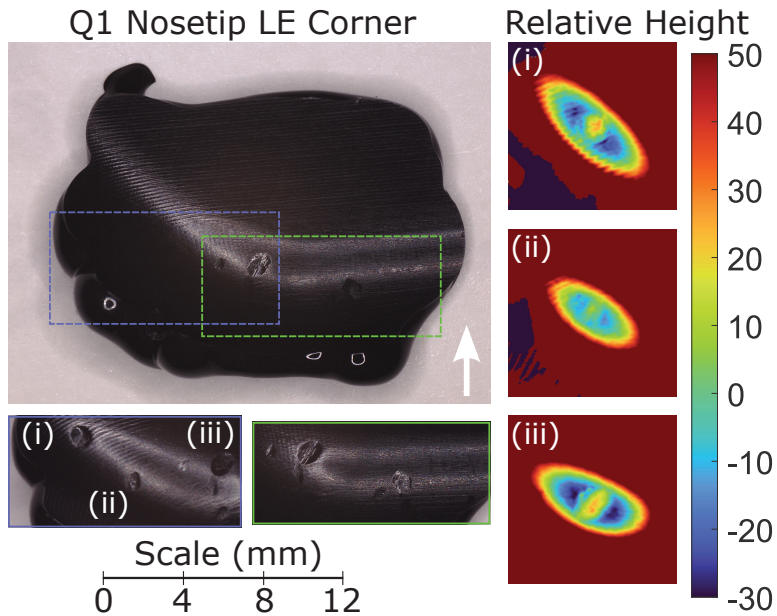 Q1 Nosetip LE Corner
Relative Height
(i)
(ii)
(iii)
50
40
30
20
10
0
-10
-20
-30
(i)
(ii)
(iii)
Scale (mm)
0 4 8 12